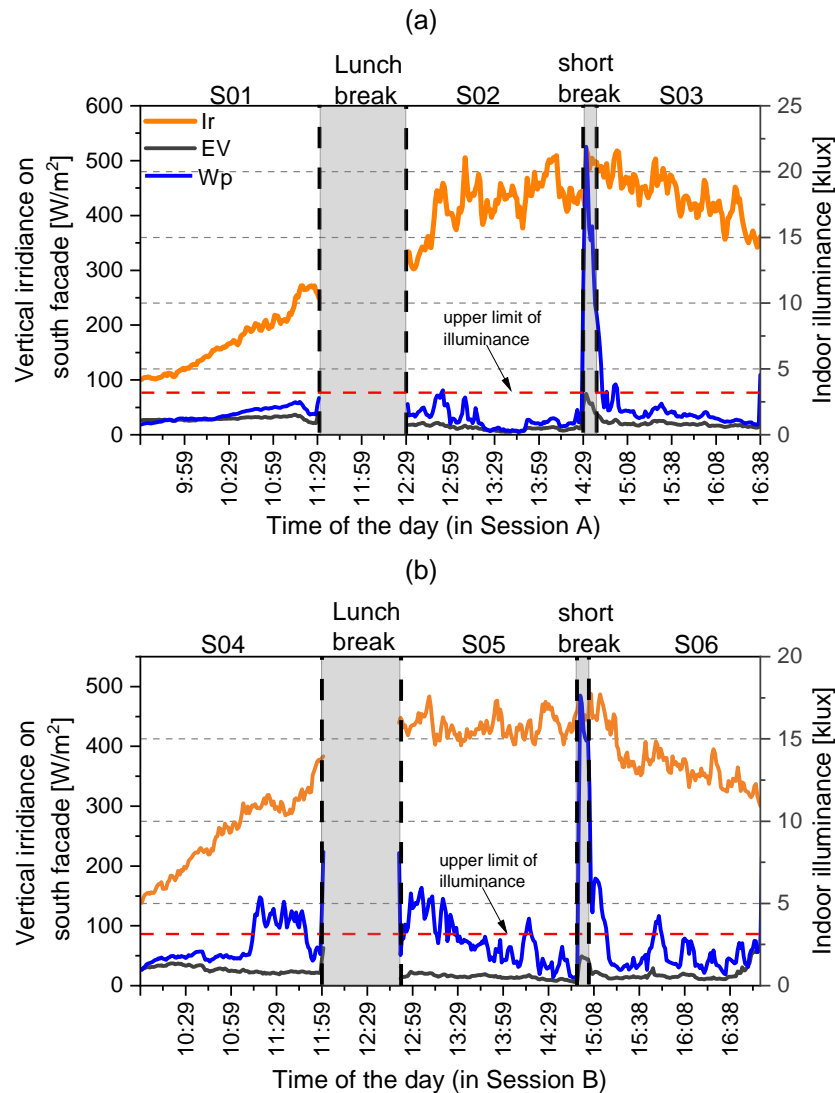 (a)
Lunch
break
short
break
S01
S02
S03
Ir
EV
Wp
600
500
400
300
200
100
0
25
20
15
10
5
0
Vertical irridiance on
south facade [W/m²]
Indoor illuminance [klux]
upper limit of
illuminance
9:59
10:29
10:59
11:29
11:59
12:29
12:59
13:29
13:59
14:29
15:08
15:38
16:08
16:38
Time of the day (in Session A)
(b)
Lunch
break
short
break
S04
S05
S06
500
400
300
200
100
0
20
15
10
5
0
Vertical irridiance on
south facade [W/m²]
Indoor illuminance [klux]
upper limit of
illuminance
10:29
10:59
11:29
11:59
12:29
12:59
13:29
13:59
14:29
15:08
15:38
16:08
16:38
Time of the day (in Session B)